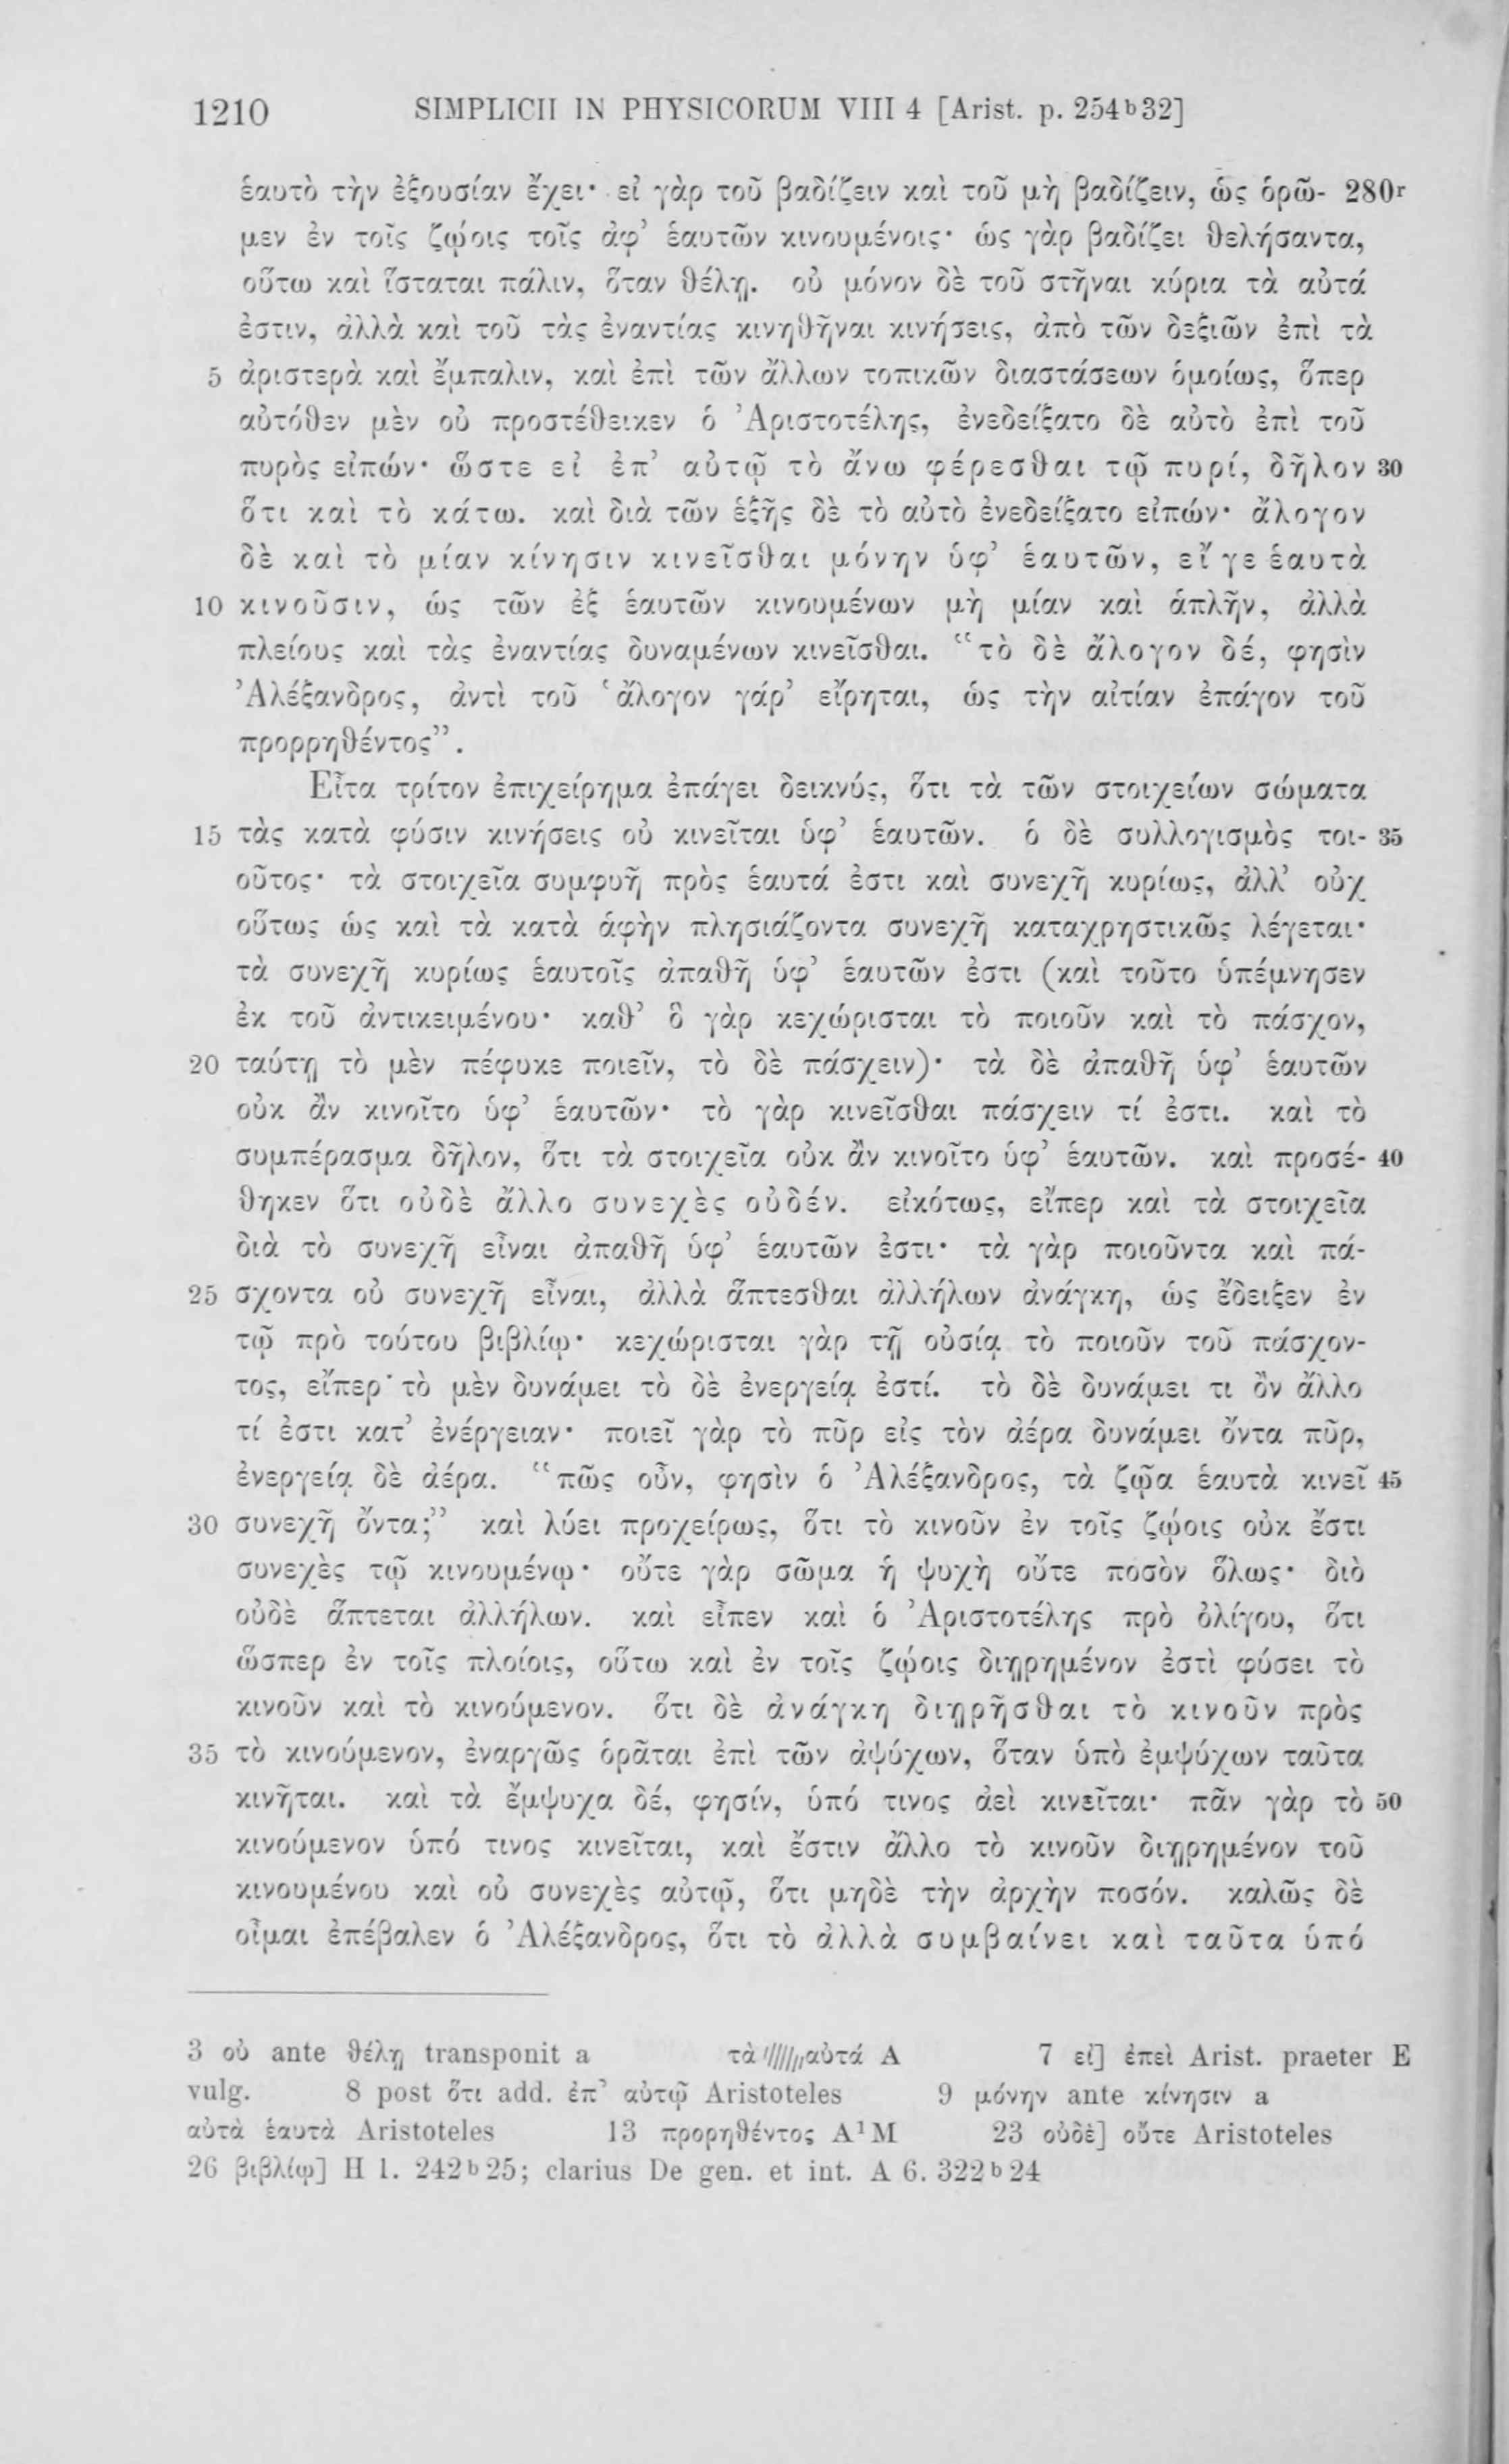 1210 SIMPLICII IN PHYSICORUM VIII 4 [Arist. p. 254ᵇ32]
ἑαυτὸ τὴν ἐξουσίαν ἔχει· εἰ γὰρ τοῦ βαδίζειν καὶ τοῦ μὴ βαδίζειν, ὡς ὁρῶ- 280ʳ
μεν ἐν τοῖς ζῴοις τοῖς ἀφ’ ἑαυτῶν κινουμένοις· ὡς γὰρ βαδίζει θελήσαντα,
οὕτω καὶ ἵσταται πάλιν, ὅταν θέλῃ. οὐ μόνον δὲ τοῦ στῆναι κύρια τὰ αὐτά
ἐστιν, ἀλλὰ καὶ τοῦ τὰς ἐναντίας κινηθῆναι κινήσεις, ἀπὸ τῶν δεξιῶν ἐπὶ τὰ
5 ἀριστερὰ καὶ ἔμπαλιν, καὶ ἐπὶ τῶν ἄλλων τοπικῶν διαστάσεων ὁμοίως, ὅπερ
αὐτόθεν μὲν οὐ προστέθεικεν ὁ Ἀριστοτέλης, ἐνεδείξατο δὲ αὐτὸ ἐπὶ τοῦ
πυρὸς εἰπών· ὥστε εἰ ἐπ’ αὐτῷ τὸ ἄνω φέρεσθαι τῷ πυρί, δῆλον 30
ὅτι καὶ τὸ κάτω. καὶ διὰ τῶν ἑξῆς δὲ τὸ αὐτὸ ἐνεδείξατο εἰπών· ἄλογον
δὲ καὶ τὸ μίαν κίνησιν κινεῖσθαι μόνην ὑφ’ ἑαυτῶν, εἴ γε ἑαυτὰ
10 κινοῦσιν, ὡς τῶν ἐξ ἑαυτῶν κινουμένων μὴ μίαν καὶ ἁπλῆν, ἀλλὰ
πλείους καὶ τὰς ἐναντίας δυναμένων κινεῖσθαι. “τὸ δὲ ἄλογον δέ, φησὶν
Ἀλέξανδρος, ἀντὶ τοῦ ‘ἄλογον γάρ’ εἴρηται, ὡς τὴν αἰτίαν ἐπάγον τοῦ
προρρηθέντος”.
Εἶτα τρίτον ἐπιχείρημα ἐπάγει δεικνύς, ὅτι τὰ τῶν στοιχείων σώματα
15 τὰς κατὰ φύσιν κινήσεις οὐ κινεῖται ὑφ’ ἑαυτῶν. ὁ δὲ συλλογισμὸς τοι- 35
οῦτος· τὰ στοιχεῖα συμφυῆ πρὸς ἑαυτά ἐστι καὶ συνεχῆ κυρίως, ἀλλ’ οὐχ
οὕτως ὡς καὶ τὰ κατὰ ἁφὴν πλησιάζοντα συνεχῆ καταχρηστικῶς λέγεται·
τὰ συνεχῆ κυρίως ἑαυτοῖς ἀπαθῆ ὑφ’ ἑαυτῶν ἐστι (καὶ τοῦτο ὑπέμνησεν
ἐκ τοῦ ἀντικειμένου· καθ’ ὃ γὰρ κεχώρισται τὸ ποιοῦν καὶ τὸ πάσχον,
20 ταύτῃ τὸ μὲν πέφυκε ποιεῖν, τὸ δὲ πάσχειν)· τὰ δὲ ἀπαθῆ ὑφ’ ἑαυτῶν
οὐκ ἂν κινοῖτο ὑφ’ ἑαυτῶν· τὸ γὰρ κινεῖσθαι πάσχειν τί ἐστι. καὶ τὸ
συμπέρασμα δῆλον, ὅτι τὰ στοιχεῖα οὐκ ἂν κινοῖτο ὑφ’ ἑαυτῶν. καὶ προσέ- 40
θηκεν ὅτι οὐδὲ ἄλλο συνεχὲς οὐδέν. εἰκότως, εἴπερ καὶ τὰ στοιχεῖα
διὰ τὸ συνεχῆ εἶναι ἀπαθῆ ὑφ’ ἑαυτῶν ἐστι· τὰ γὰρ ποιοῦντα καὶ πά-
25 σχοντα οὐ συνεχῆ εἶναι, ἀλλὰ ἅπτεσθαι ἀλλήλων ἀνάγκη, ὡς ἔδειξεν ἐν
τῷ πρὸ τούτου βιβλίῳ· κεχώρισται γὰρ τῇ οὐσίᾳ τὸ ποιοῦν τοῦ πάσχον-
τος, εἴπερ τὸ μὲν δυνάμει τὸ δὲ ἐνεργείᾳ ἐστί. τὸ δὲ δυνάμει τι ὂν ἄλλο
τί ἐστι κατ’ ἐνέργειαν· ποιεῖ γὰρ τὸ πῦρ εἰς τὸν ἀέρα δυνάμει ὄντα πῦρ,
ἐνεργείᾳ δὲ ἀέρα. “πῶς οὖν, φησὶν ὁ Ἀλέξανδρος, τὰ ζῷα ἑαυτὰ κινεῖ 45
30 συνεχῆ ὄντα;” καὶ λύει προχείρως, ὅτι τὸ κινοῦν ἐν τοῖς ζῴοις οὐκ ἔστι
συνεχὲς τῷ κινουμένῳ· οὔτε γὰρ σῶμα ἡ ψυχὴ οὔτε ποσὸν ὅλως· διὸ
οὐδὲ ἅπτεται ἀλλήλων. καὶ εἶπεν καὶ ὁ Ἀριστοτέλης πρὸ ὀλίγου, ὅτι
ὥσπερ ἐν τοῖς πλοίοις, οὕτω καὶ ἐν τοῖς ζῴοις διῃρημένον ἐστὶ φύσει τὸ
κινοῦν καὶ τὸ κινούμενον. ὅτι δὲ ἀνάγκη διῃρῆσθαι τὸ κινοῦν πρὸς
35 τὸ κινούμενον, ἐναργῶς ὁρᾶται ἐπὶ τῶν ἀψύχων, ὅταν ὑπὸ ἐμψύχων ταῦτα
κινῆται. καὶ τὰ ἔμψυχα δέ, φησίν, ὑπό τινος ἀεὶ κινεῖται· πᾶν γὰρ τὸ 50
κινούμενον ὑπό τινος κινεῖται, καὶ ἔστιν ἄλλο τὸ κινοῦν διῃρημένον τοῦ
κινουμένου καὶ οὐ συνεχὲς αὐτῷ, ὅτι μηδὲ τὴν ἀρχὴν ποσόν. καλῶς δὲ
οἶμαι ἐπέβαλεν ὁ Ἀλέξανδρος, ὅτι τὸ ἀλλὰ συμβαίνει καὶ ταῦτα ὑπό
3 οὐ ante θέλῃ transponit a τὰ //////αὐτά A 7 εἰ] ἐπεὶ Arist. praeter E
vulg. 8 post ὅτι add. ἐπ’ αὐτῷ Aristoteles 9 μόνην ante κίνησιν a
αὐτὰ ἑαυτὰ Aristoteles 13 προρηθέντος A¹M 23 οὐδὲ] οὔτε Aristoteles
26 βιβλίῳ] H 1. 242ᵇ25; clarius De gen. et int. A 6. 322ᵇ24